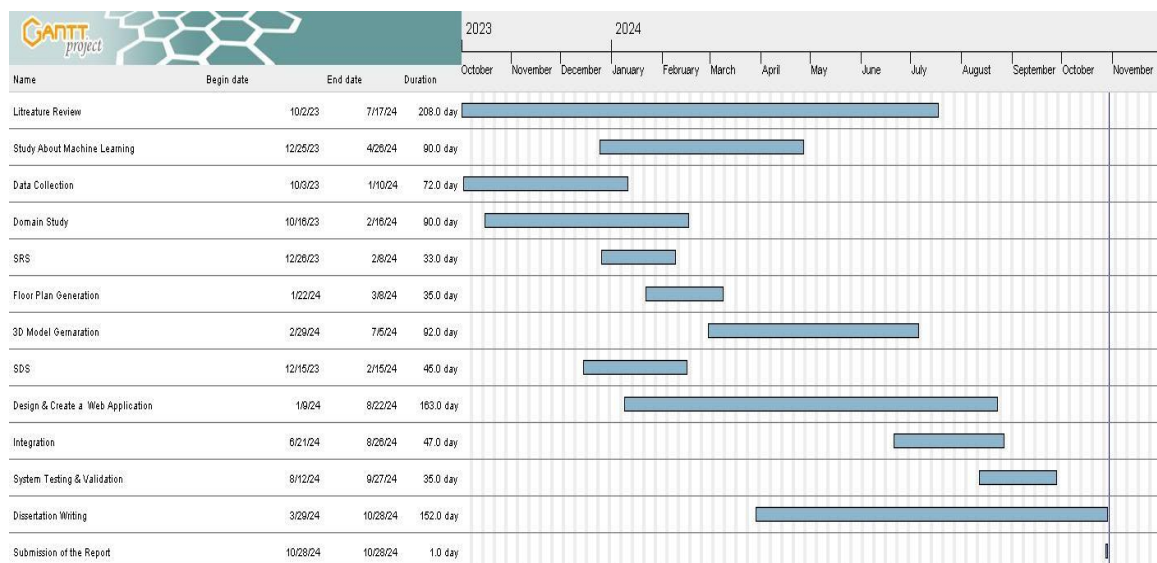 GANTT project
2023 2024
Name Begin date End date Duration October November December January February March April May June July August September October November
Litreature Review 10/2/23 7/17/24 208.0 day
Study About Machine Learning 12/25/23 4/26/24 90.0 day
Data Collection 10/3/23 1/10/24 72.0 day
Domain Study 10/16/23 2/16/24 90.0 day
SRS 12/26/23 2/8/24 33.0 day
Floor Plan Generation 1/22/24 3/8/24 35.0 day
3D Model Gernaration 2/29/24 7/5/24 92.0 day
SDS 12/15/23 2/15/24 45.0 day
Design & Create a Web Application 1/9/24 8/22/24 163.0 day
Integration 6/21/24 8/26/24 47.0 day
System Testing & Validation 8/12/24 9/27/24 35.0 day
Dissertation Writing 3/29/24 10/28/24 152.0 day
Submission of the Report 10/28/24 10/28/24 1.0 day